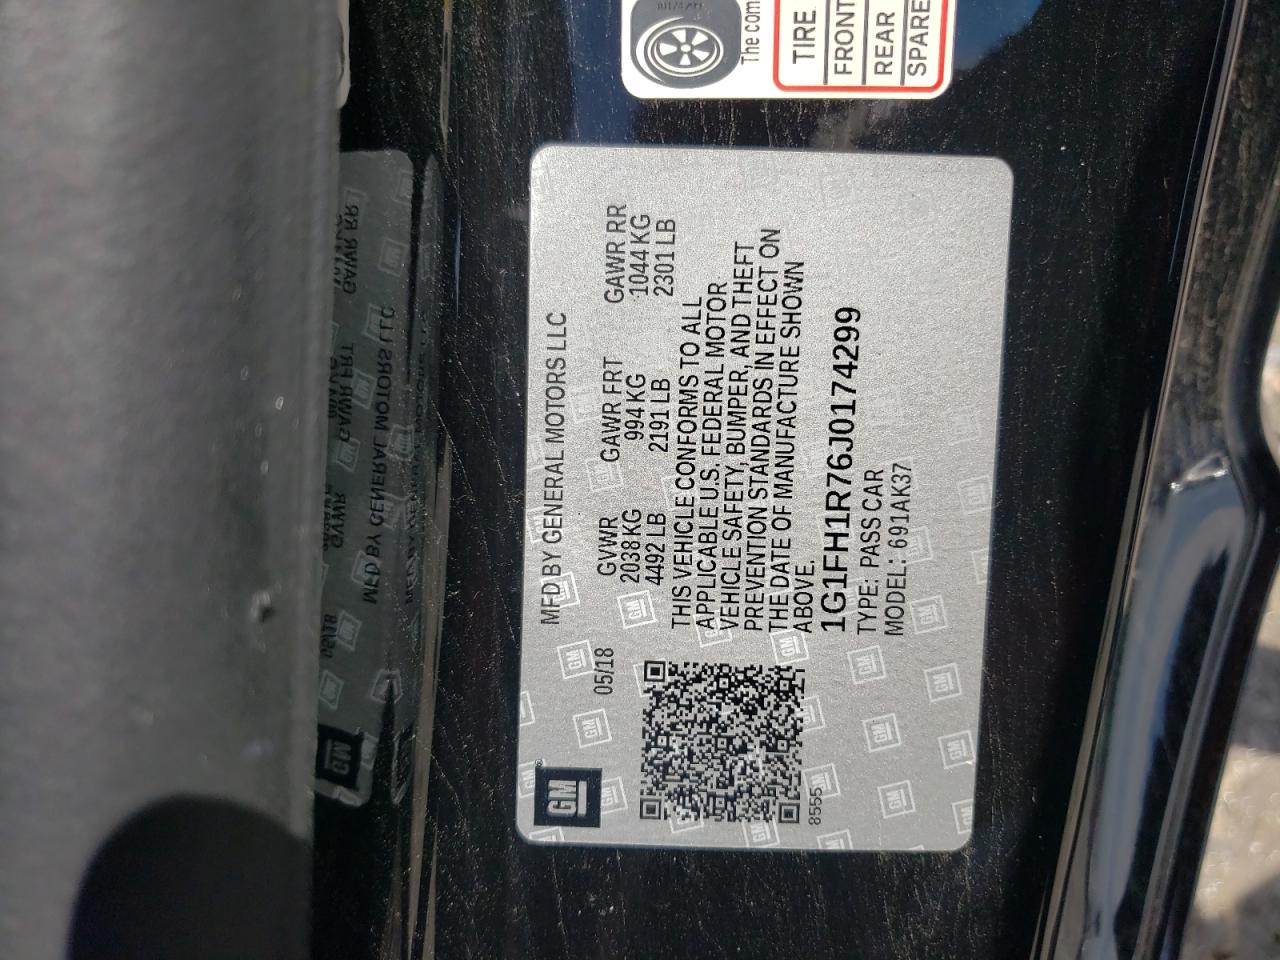 The com
TIRE
FRONT
REAR
SPARE
GM
MFD BY GENERAL MOTORS LLC
05/18
GVWR GAWR FRT GAWR RR
2038 KG 994 KG 1044 KG
4492 LB 2191 LB 2301 LB
THIS VEHICLE CONFORMS TO ALL
APPLICABLE U.S. FEDERAL MOTOR
VEHICLE SAFETY, BUMPER, AND THEFT
PREVENTION STANDARDS IN EFFECT ON
THE DATE OF MANUFACTURE SHOWN
ABOVE.
1G1FH1R76J0174299
TYPE: PASS CAR
MODEL: 691AK37
8555